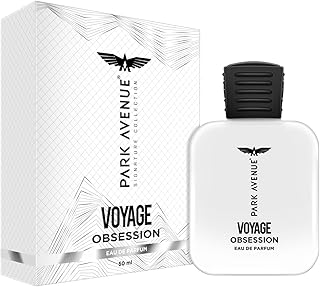 PARK AVENUE®
SIGNATURE COLLECTION
VOYAGE
OBSESSION
EAU DE PARFUM
50 ml
PARK AVENUE®
VOYAGE
OBSESSION
EAU DE PARFUM